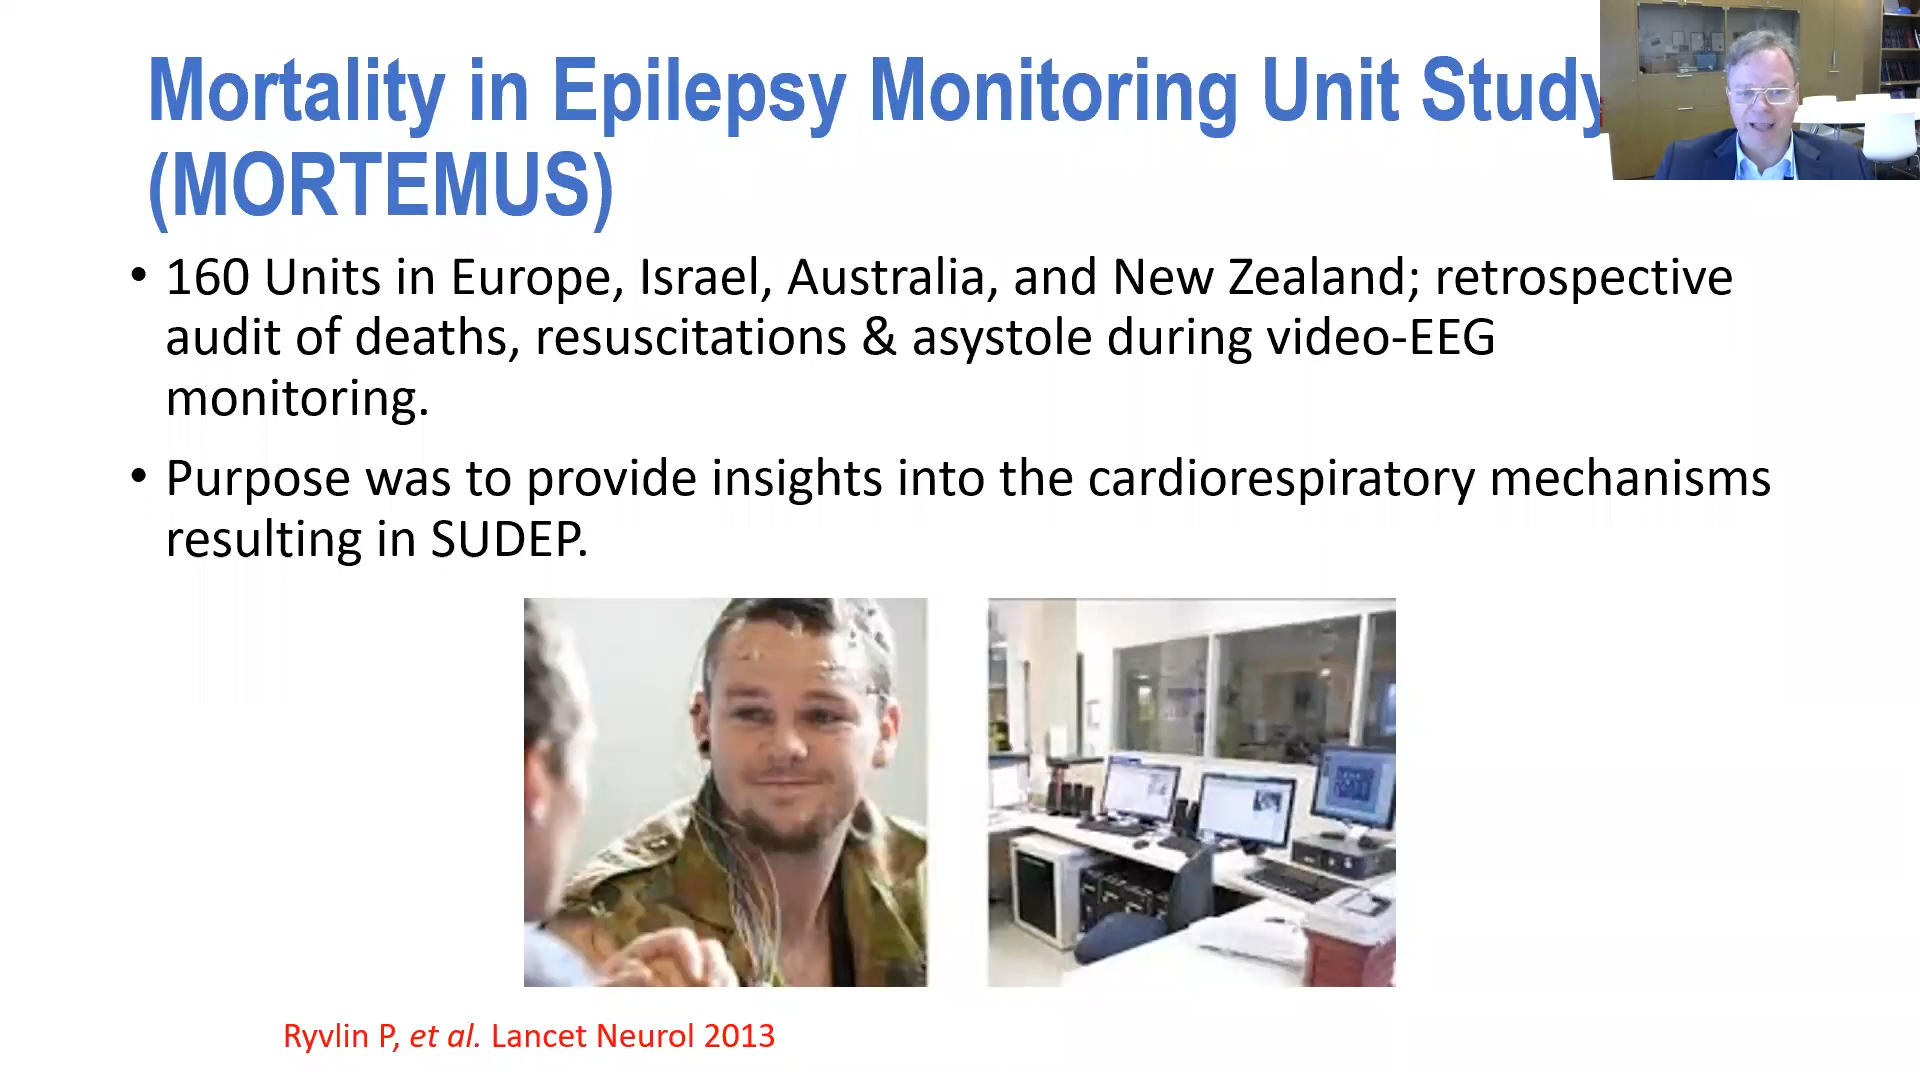 Mortality in Epilepsy Monitoring Unit Study
(MORTEMUS)
• 160 Units in Europe, Israel, Australia, and New Zealand; retrospective
audit of deaths, resuscitations & asystole during video-EEG
monitoring.
• Purpose was to provide insights into the cardiorespiratory mechanisms
resulting in SUDEP.
Ryvlin P, et al. Lancet Neurol 2013